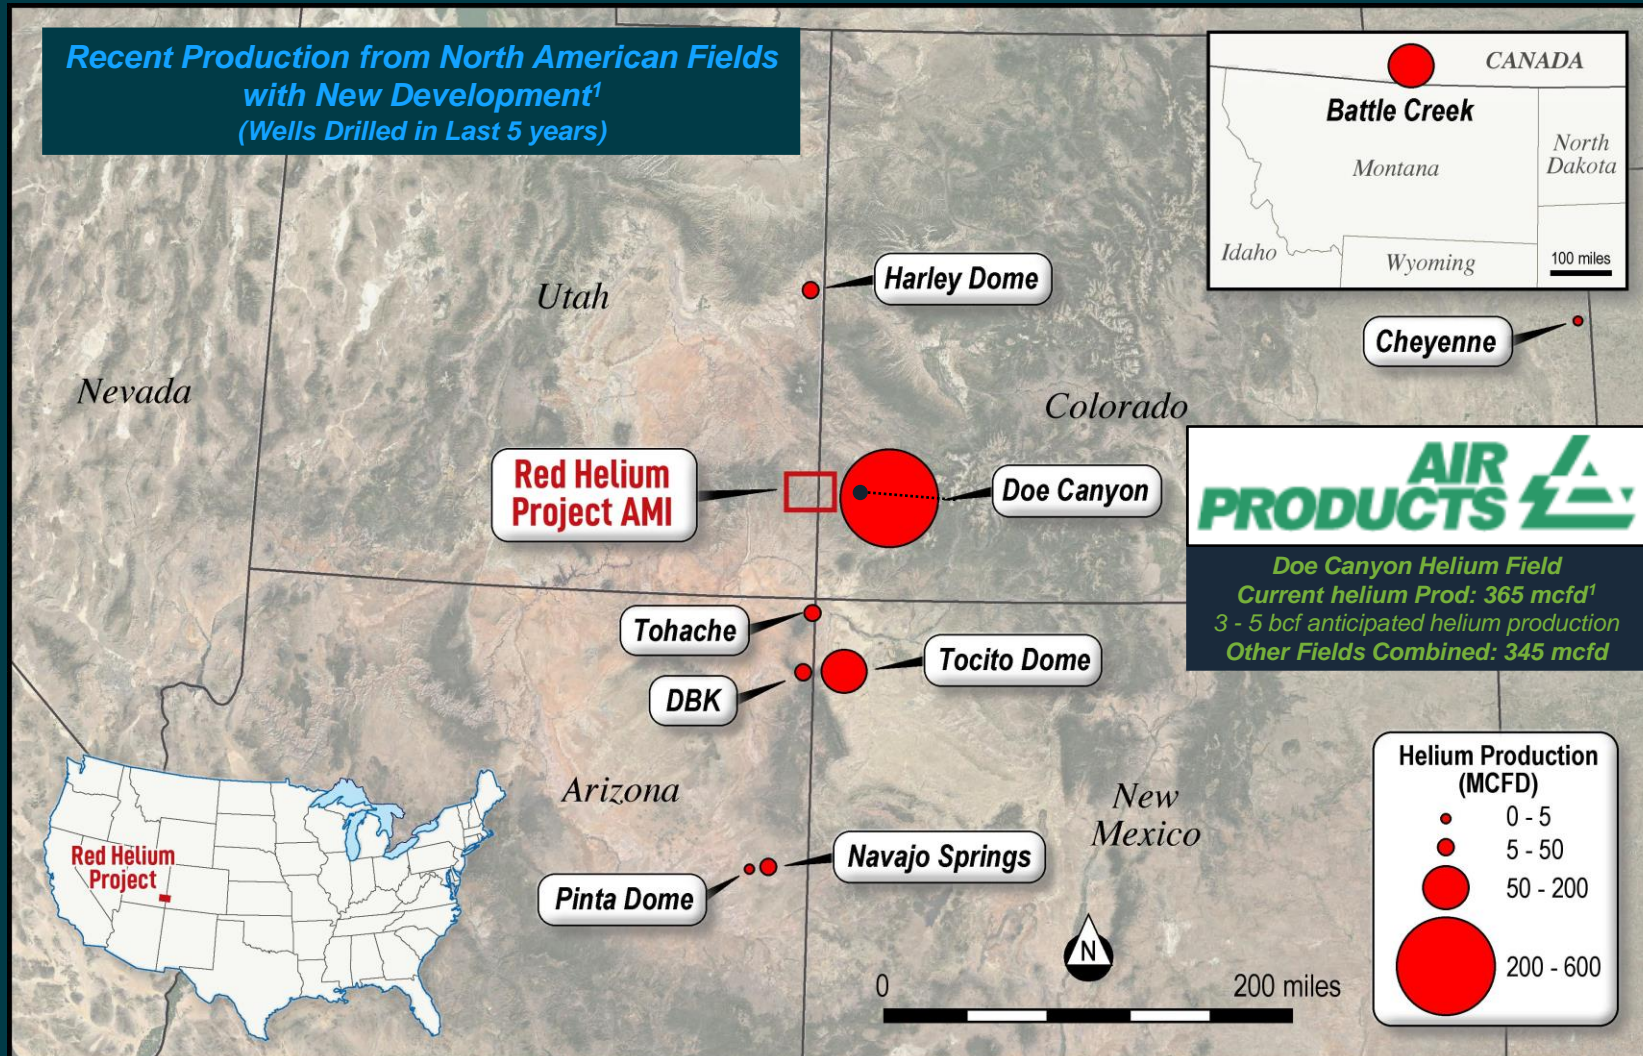 Recent Production from North American Fields
with New Development¹
(Wells Drilled in Last 5 years)
CANADA
Battle Creek
Montana
North
Dakota
Idaho
Wyoming
100 miles
Harley Dome
Utah
Cheyenne
Nevada
Colorado
Red Helium
Project AMI
Doe Canyon
AIR
PRODUCTS
Doe Canyon Helium Field
Current helium Prod: 365 mcfd¹
3 - 5 bcf anticipated helium production
Other Fields Combined: 345 mcfd
Tohache
Tocito Dome
DBK
Arizona
New
Mexico
Navajo Springs
Pinta Dome
Red Helium
Project
N
0
200 miles
Helium Production
(MCFD)
0 - 5
5 - 50
50 - 200
200 - 600